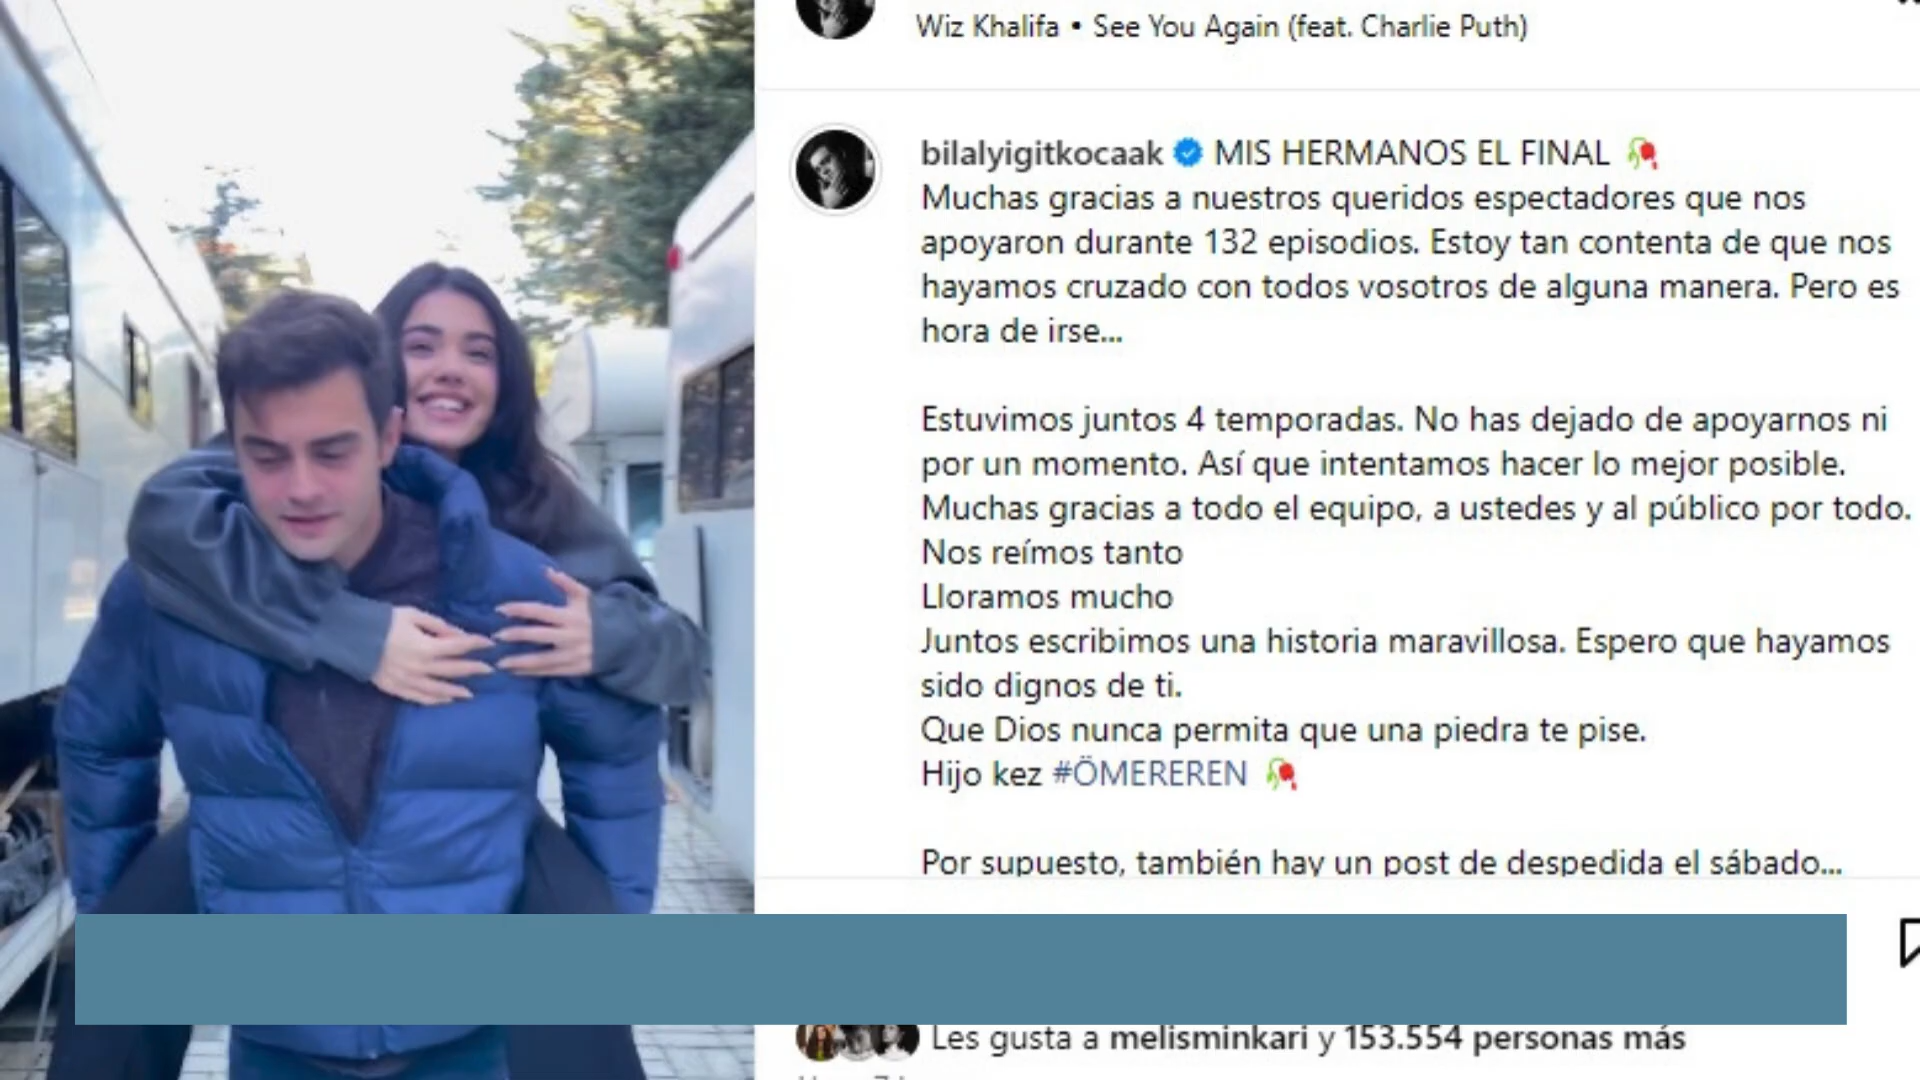 Wiz Khalifa • See You Again (feat. Charlie Puth)
bilalyigitkocaak MIS HERMANOS EL FINAL 🥀
Muchas gracias a nuestros queridos espectadores que nos
apoyaron durante 132 episodios. Estoy tan contenta de que nos
hayamos cruzado con todos vosotros de alguna manera. Pero es
hora de irse...
Estuvimos juntos 4 temporadas. No has dejado de apoyarnos ni
por un momento. Así que intentamos hacer lo mejor posible.
Muchas gracias a todo el equipo, a ustedes y al público por todo.
Nos reímos tanto
Lloramos mucho
Juntos escribimos una historia maravillosa. Espero que hayamos
sido dignos de ti.
Que Dios nunca permita que una piedra te pise.
Hijo kez #ÖMEREREN 🥀
Por supuesto, también hay un post de despedida el sábado...
Les gusta a melisminkari y 153.554 personas más